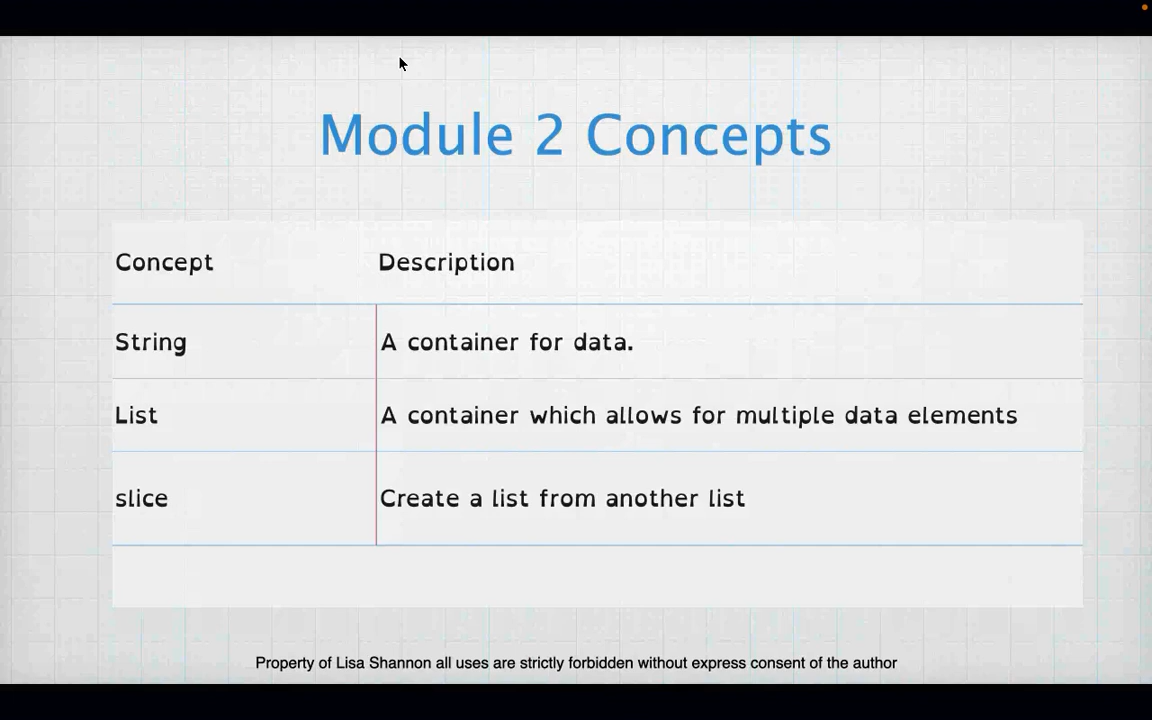 Module 2 Concepts
Concept Description
String A container for data.
List A container which allows for multiple data elements
slice Create a list from another list
Property of Lisa Shannon all uses are strictly forbidden without express consent of the author